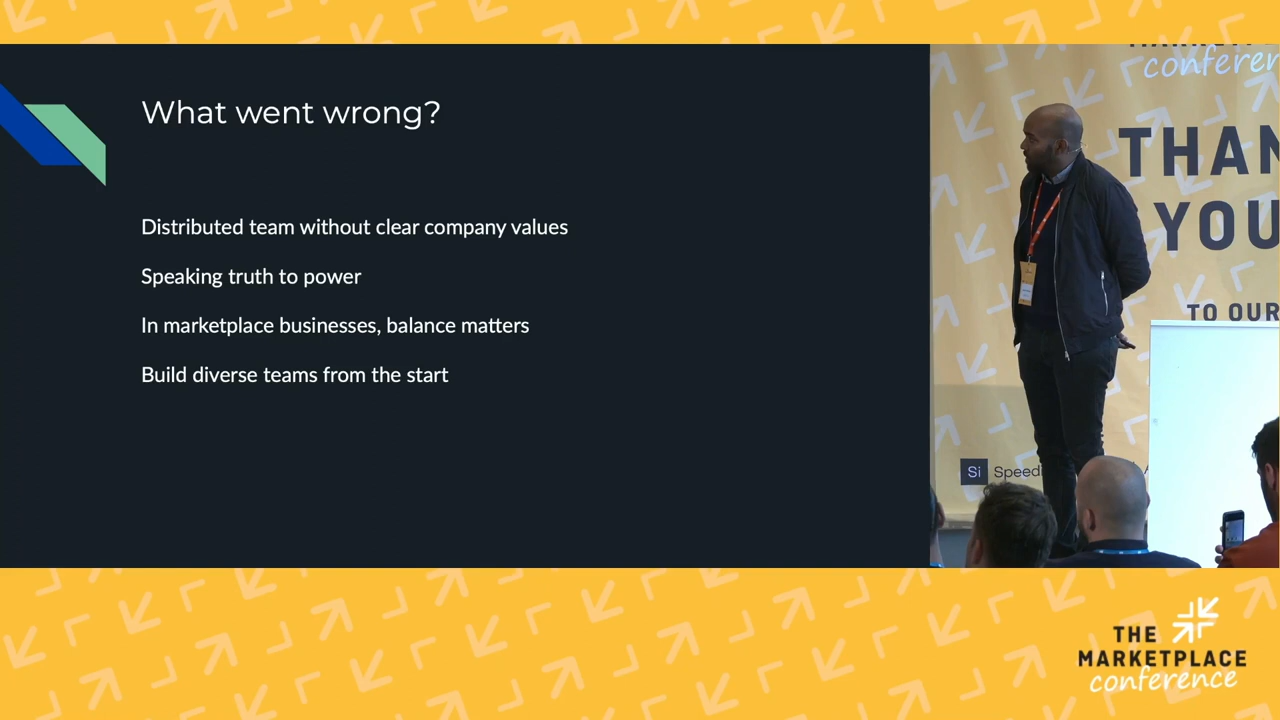 What went wrong?
Distributed team without clear company values
Speaking truth to power
In marketplace businesses, balance matters
Build diverse teams from the start
conferen
THAN
YOU
TO OUR
Si Speed
THE
MARKETPLACE
conference